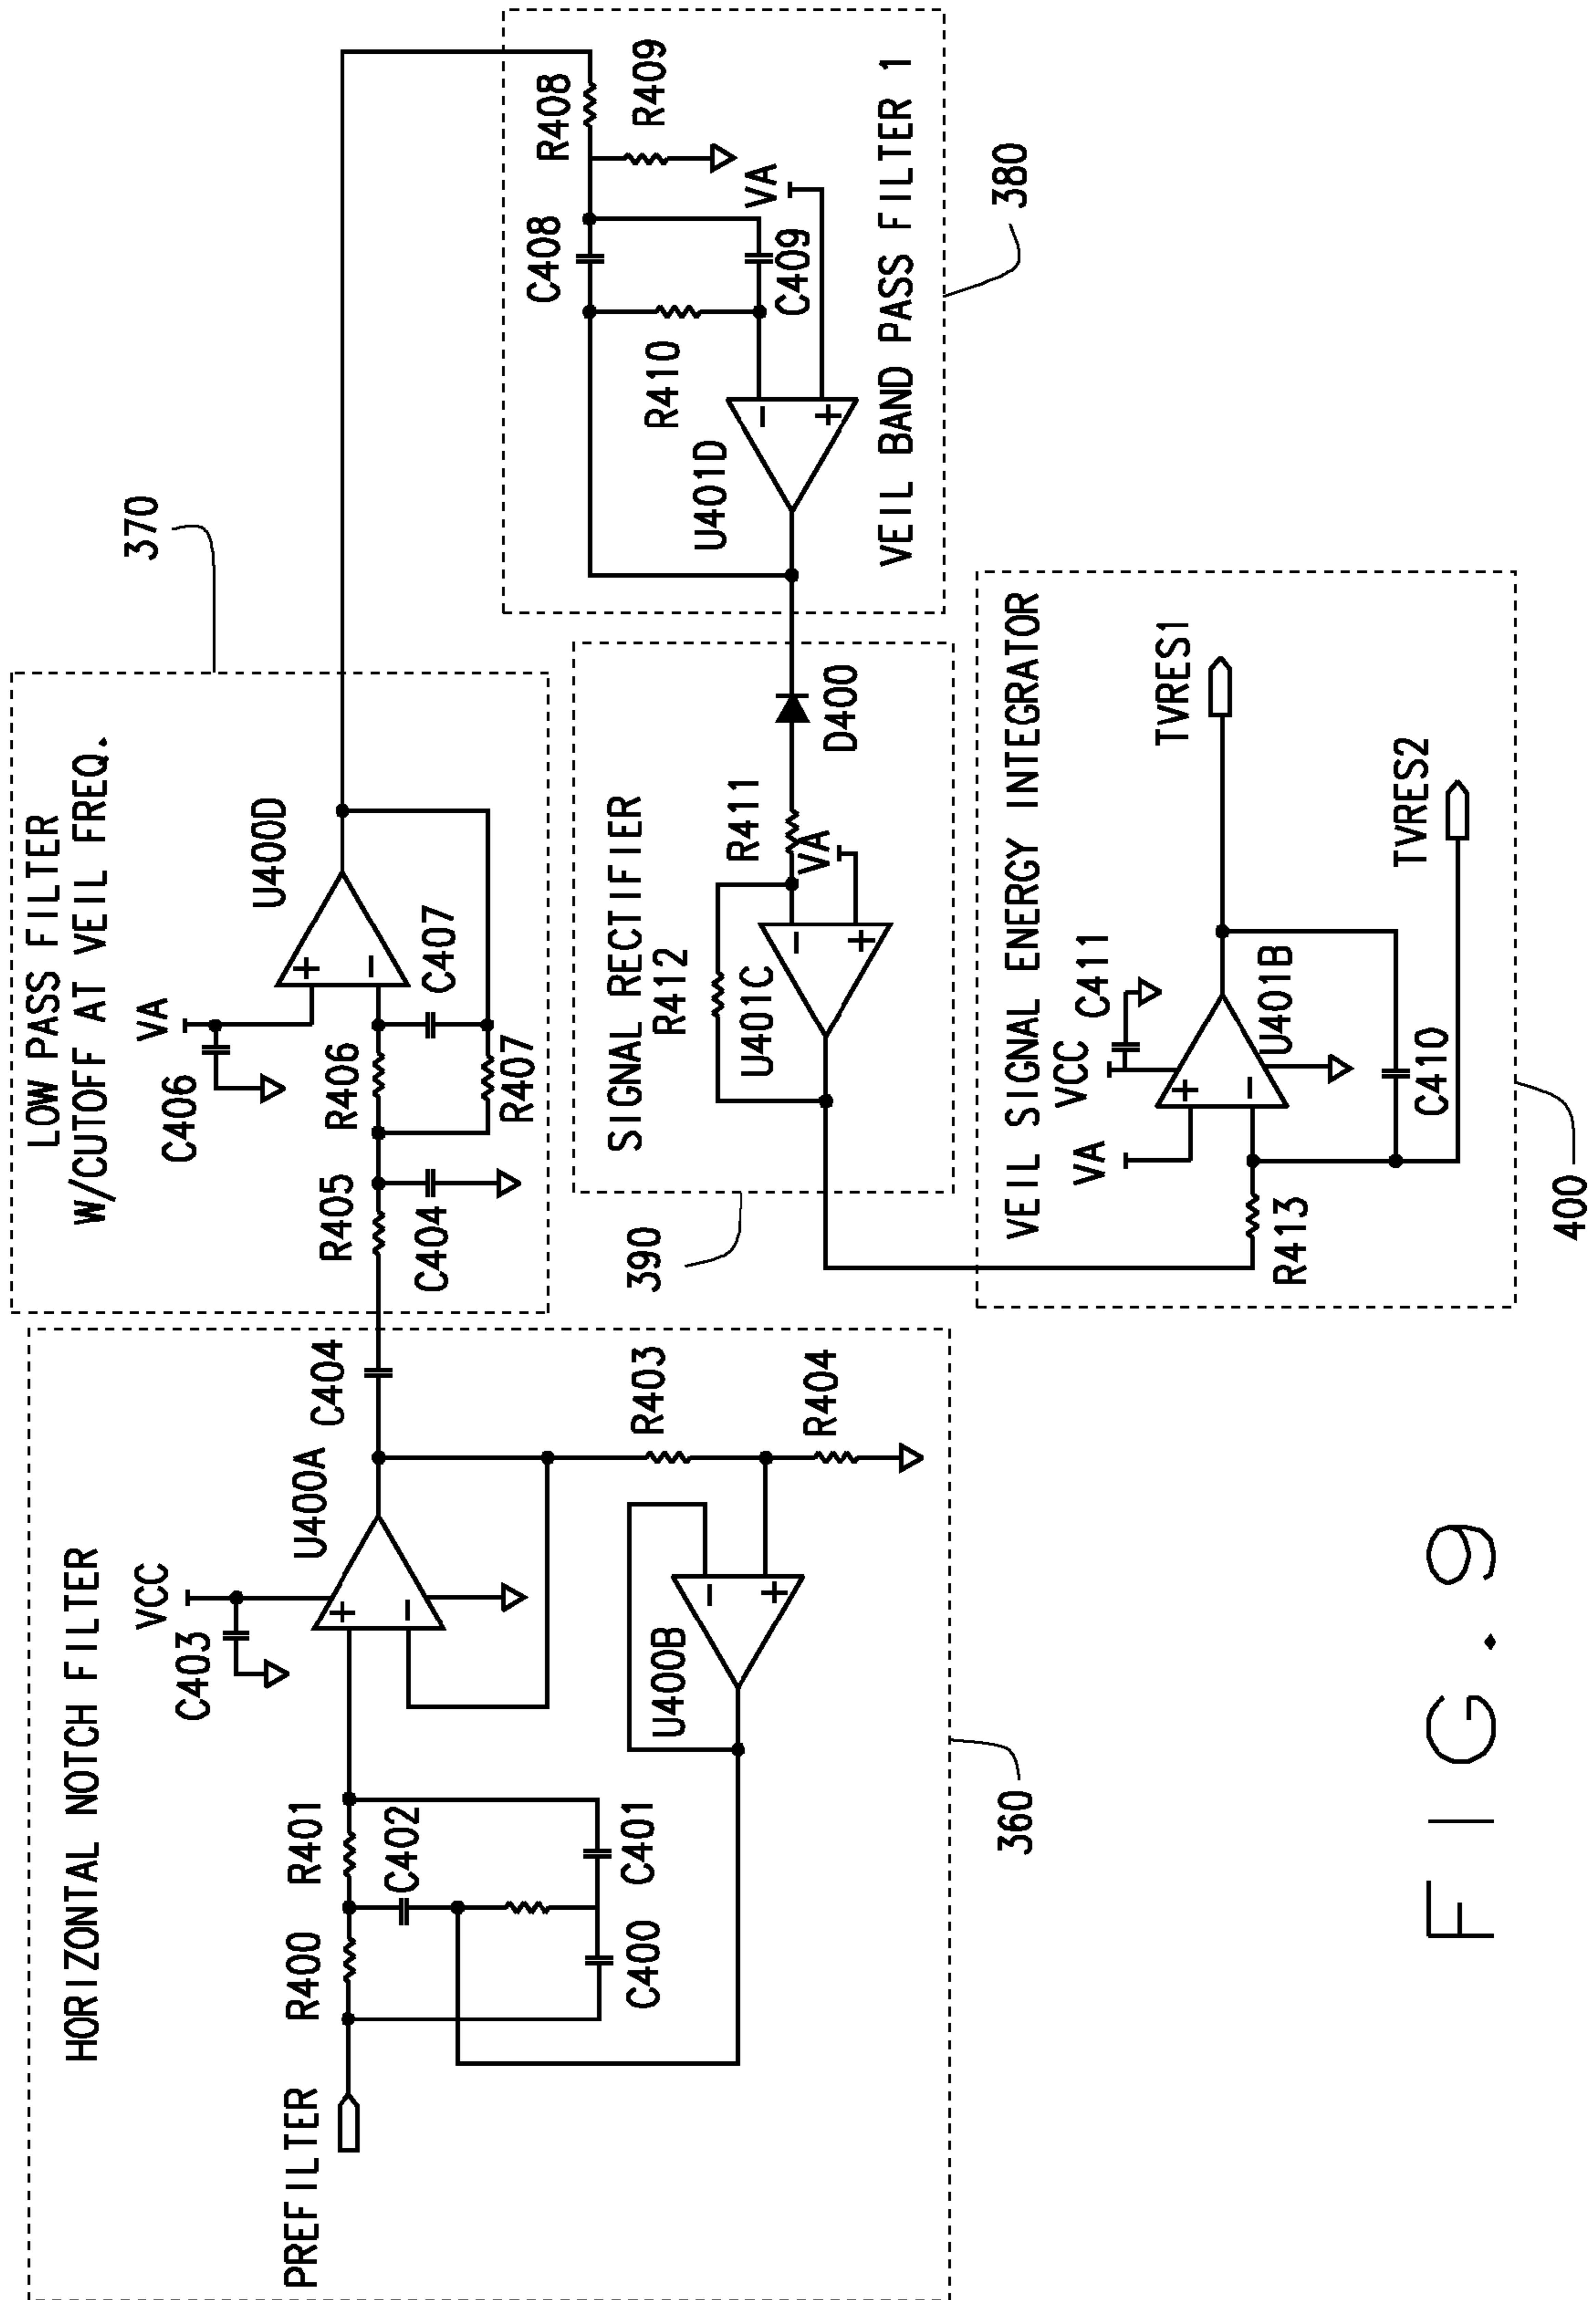 HORIZONTAL NOTCH FILTER
PREFILTER
R400
R401
C402
C400
C401
VCC
C403
U400A
U400B
C404
R403
R404
360
LOW PASS FILTER
W/CUTOFF AT VEIL FREQ.
VA
C406
U400D
R405
R406
C404
C407
R407
370
R408
R409
C408
C409
R410
VA
U401D
VEIL BAND PASS FILTER 1
380
SIGNAL RECTIFIER
R412
R411
VA
U401C
D400
390
VEIL SIGNAL ENERGY INTEGRATOR
VCC
C411
VA
U401B
R413
C410
TVRES1
TVRES2
400
FIG. 9